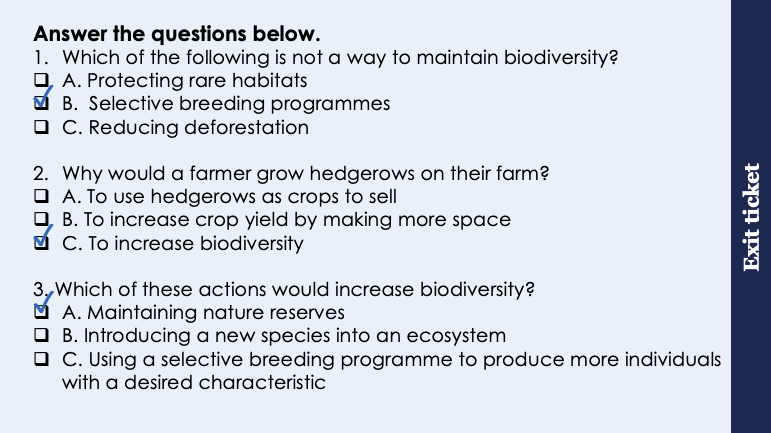 Answer the questions below.
1. Which of the following is not a way to maintain biodiversity?
A. Protecting rare habitats
B. Selective breeding programmes
C. Reducing deforestation
2. Why would a farmer grow hedgerows on their farm?
A. To use hedgerows as crops to sell
B. To increase crop yield by making more space
C. To increase biodiversity
3. Which of these actions would increase biodiversity?
A. Maintaining nature reserves
B. Introducing a new species into an ecosystem
C. Using a selective breeding programme to produce more individuals
with a desired characteristic
Exit ticket